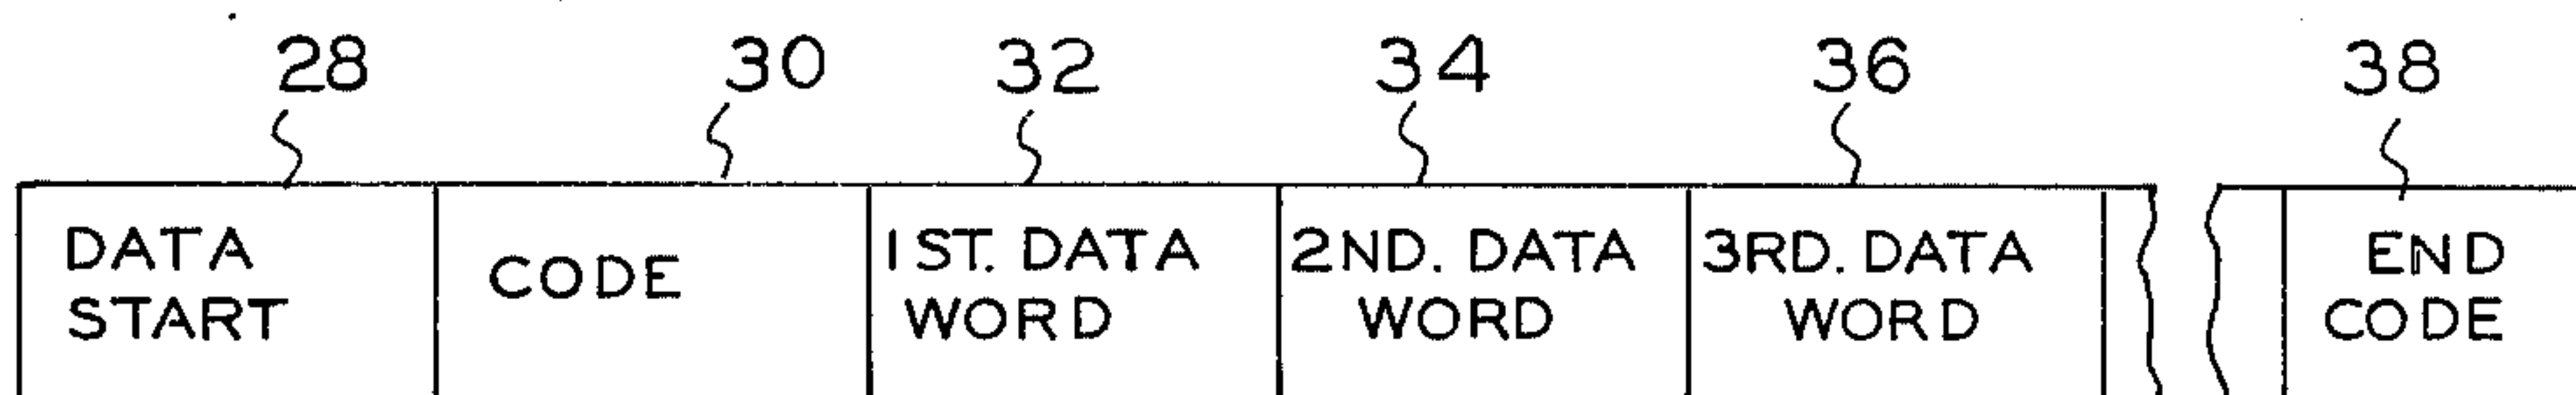 28 30 32 34 36 38
DATA START
CODE
1ST. DATA WORD
2ND. DATA WORD
3RD. DATA WORD
END CODE